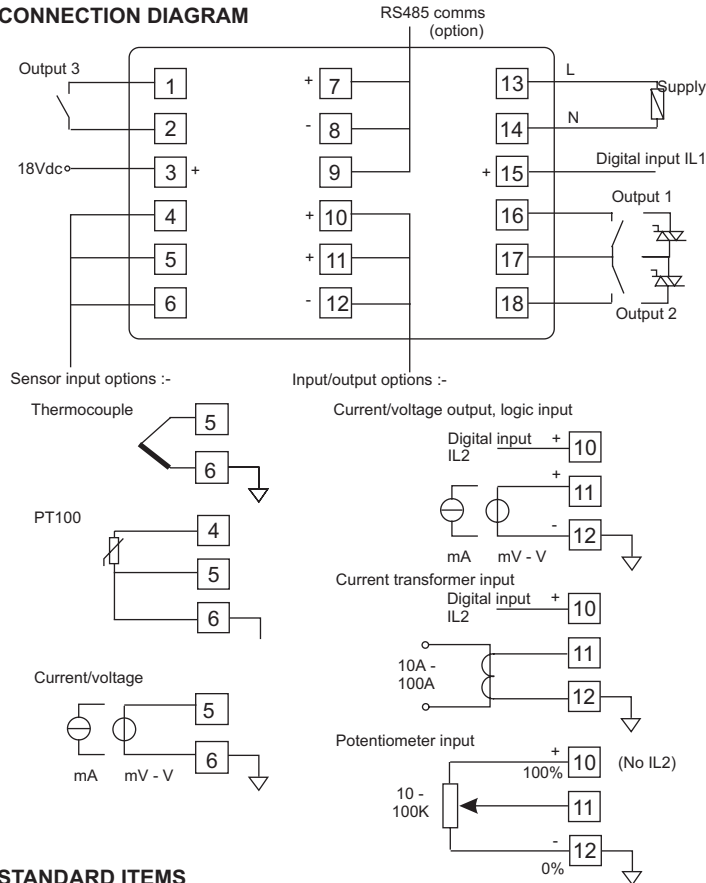 CONNECTION DIAGRAM
RS485 comms
(option)
Output 3
1
+ 7
13 L
Supply
2
- 8
14 N
18Vdc 3 +
9
+ 15 Digital input IL1
4
+ 10
16
Output 1
5
+ 11
17
6
- 12
18
Output 2
Sensor input options :-
Input/output options :-
Thermocouple
5
6
PT100
4
5
6
Current/voltage
5
6
mA mV - V
Current/voltage output, logic input
Digital input + 10
IL2
+
11
- 12
mA mV - V
Current transformer input
Digital input + 10
IL2
11
10A -
100A
12
Potentiometer input
+ 10 (No IL2)
100%
10 -
100K
11
- 12
0%
STANDARD ITEMS